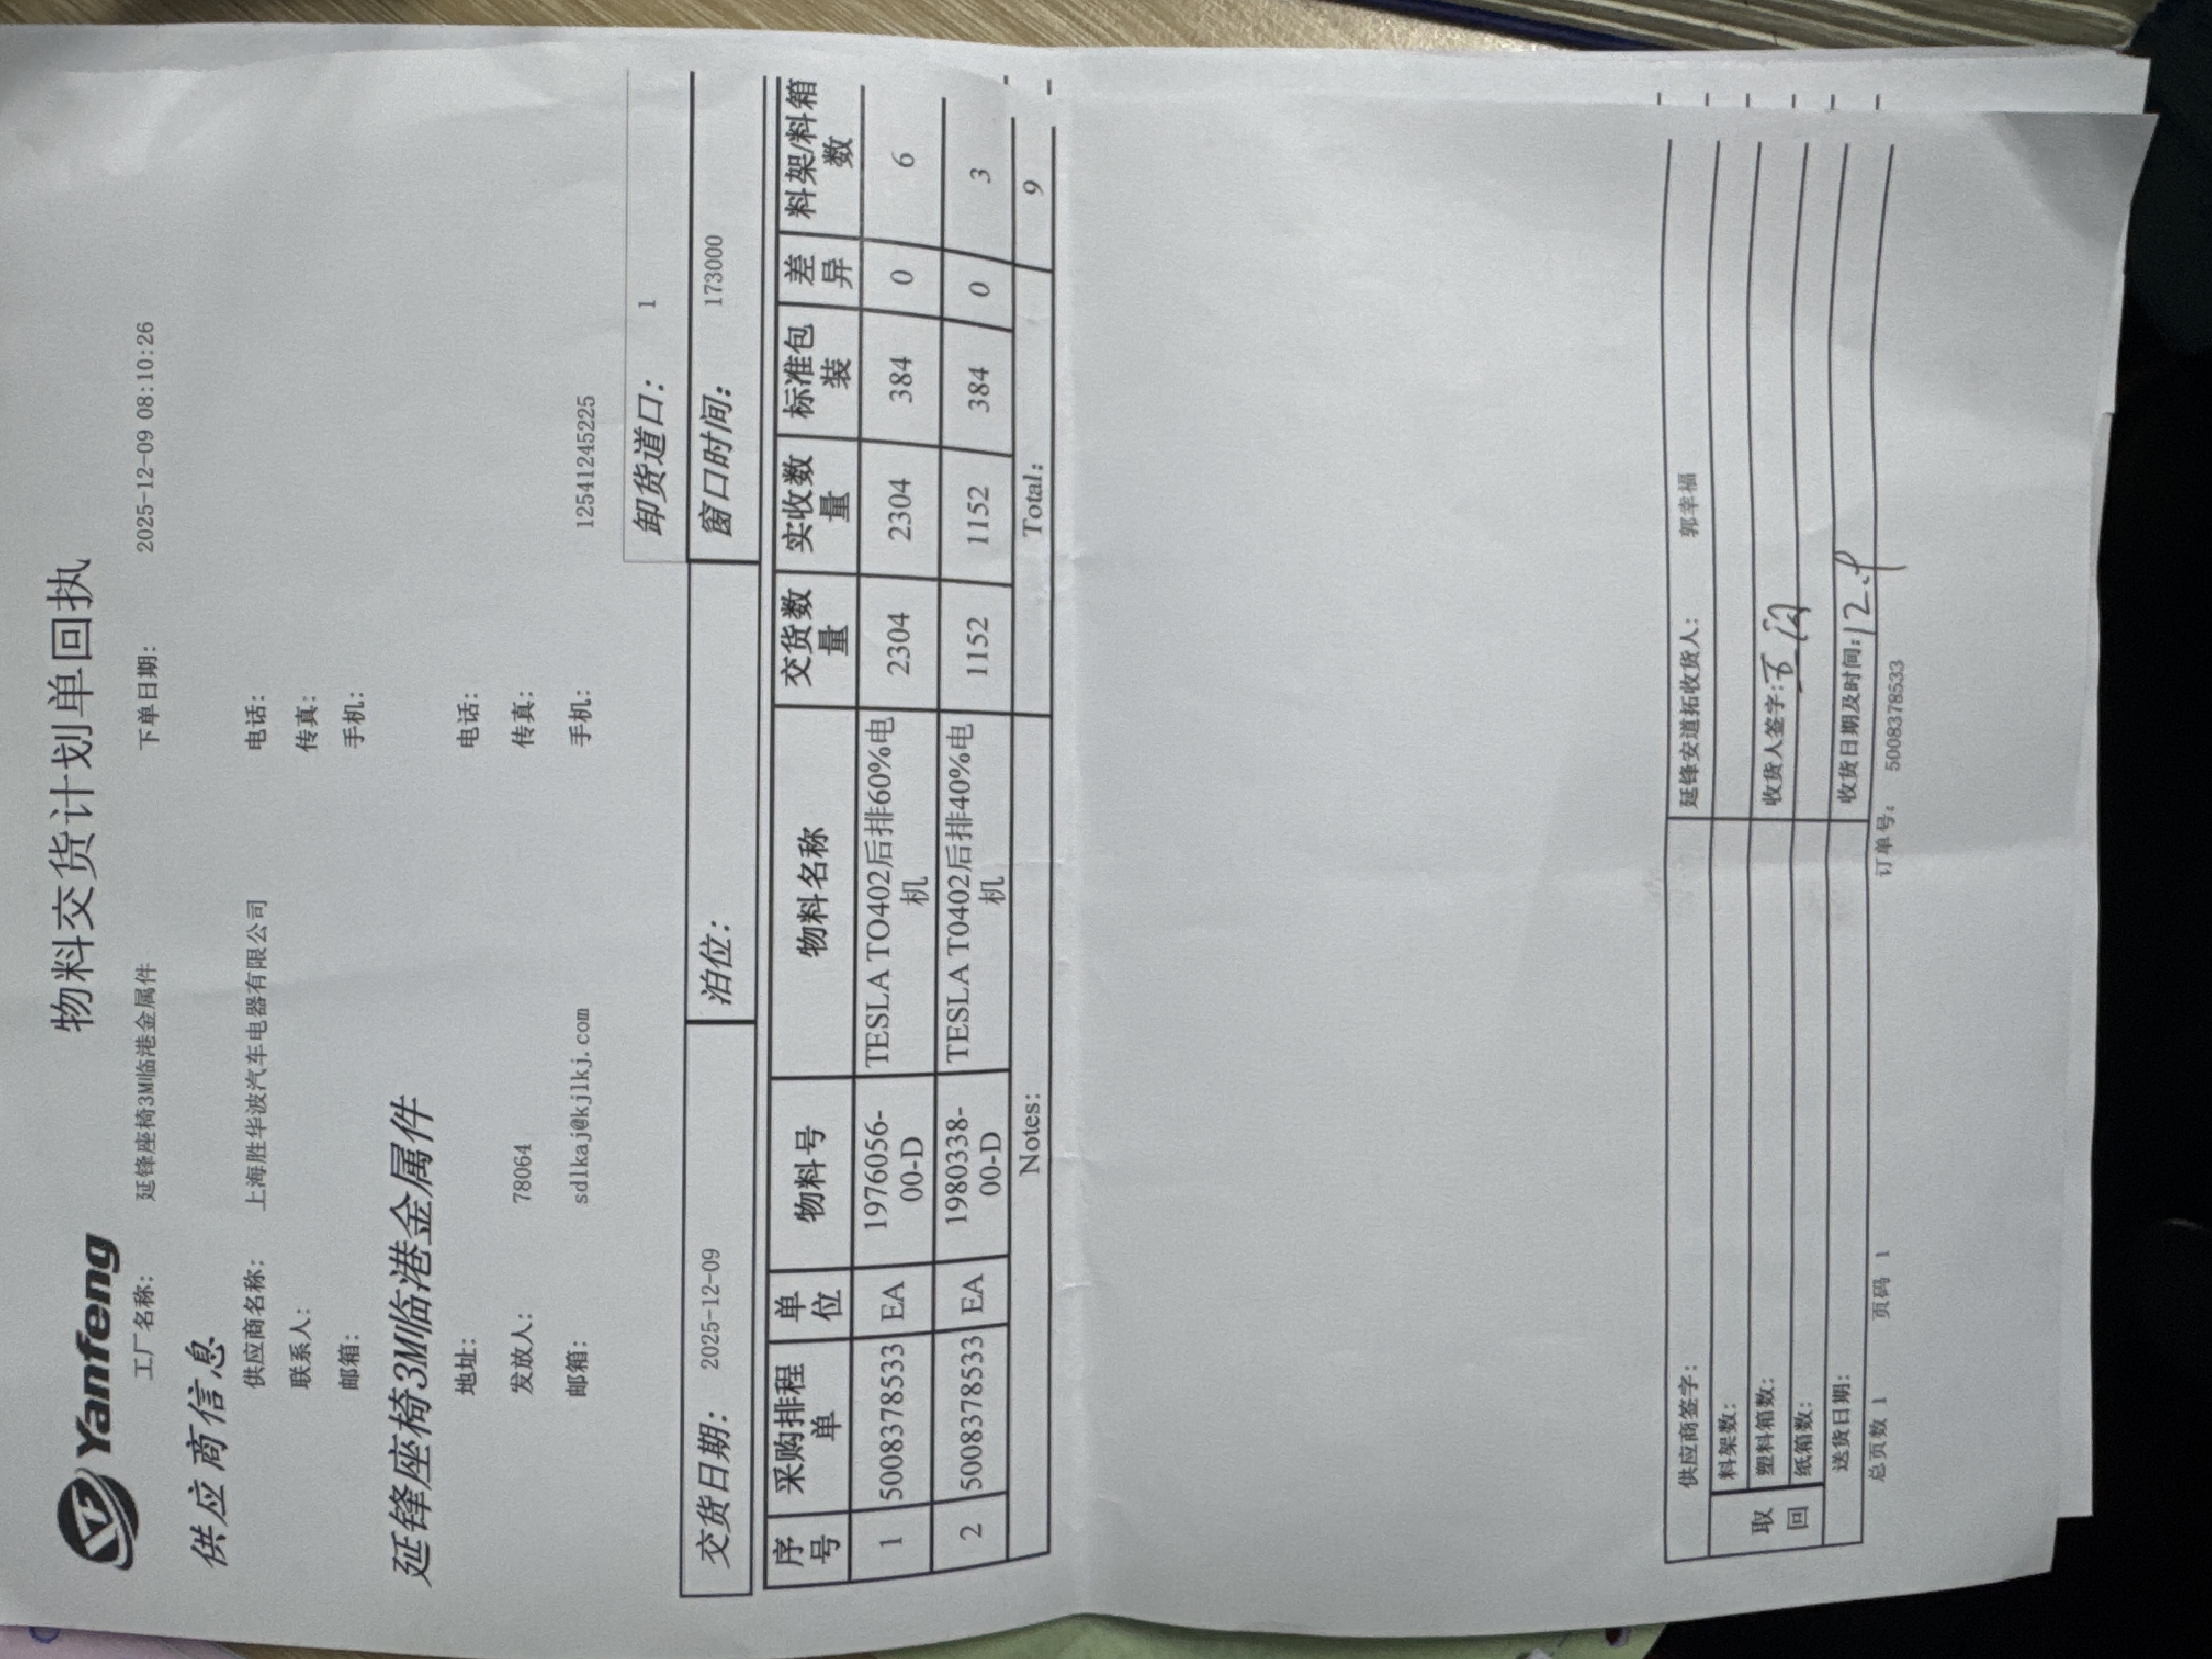 Yanfeng
物料交货计划单回执
工厂名称: 延锋座椅3M临港金属件 下单日期: 2025-12-09 08:10:26
供应商信息
供应商名称: 上海胜华波汽车电器有限公司 电话:
联系人: 传真:
邮箱: 手机:
延锋座椅3M临港金属件
地址: 电话:
发放人: 78064 传真:
邮箱: sdlkaj@kjlkj.com 手机: 12541245225
卸货道口: 1
交货日期: 2025-12-09 泊位: 窗口时间: 173000
序号 采购排程单 单位 物料号 物料名称 交货数量 实收数量 标准包装 差异 料架/料箱数
1 50083785​33 EA 1976056-00-D TESLA TO402后排60%电机 2304 2304 384 0 6
2 5008378533 EA 1980338-00-D TESLA T0402后排40%电机 1152 1152 384 0 3
Notes: Total: 9
供应商签字: 延锋安道拓收货人: 郭幸福
取回 料架数:
塑料箱数: 收货人签字:
纸箱数:
送货日期: 收货日期及时间: 12.9
总页数 1 页码 1 订单号: 5008378533